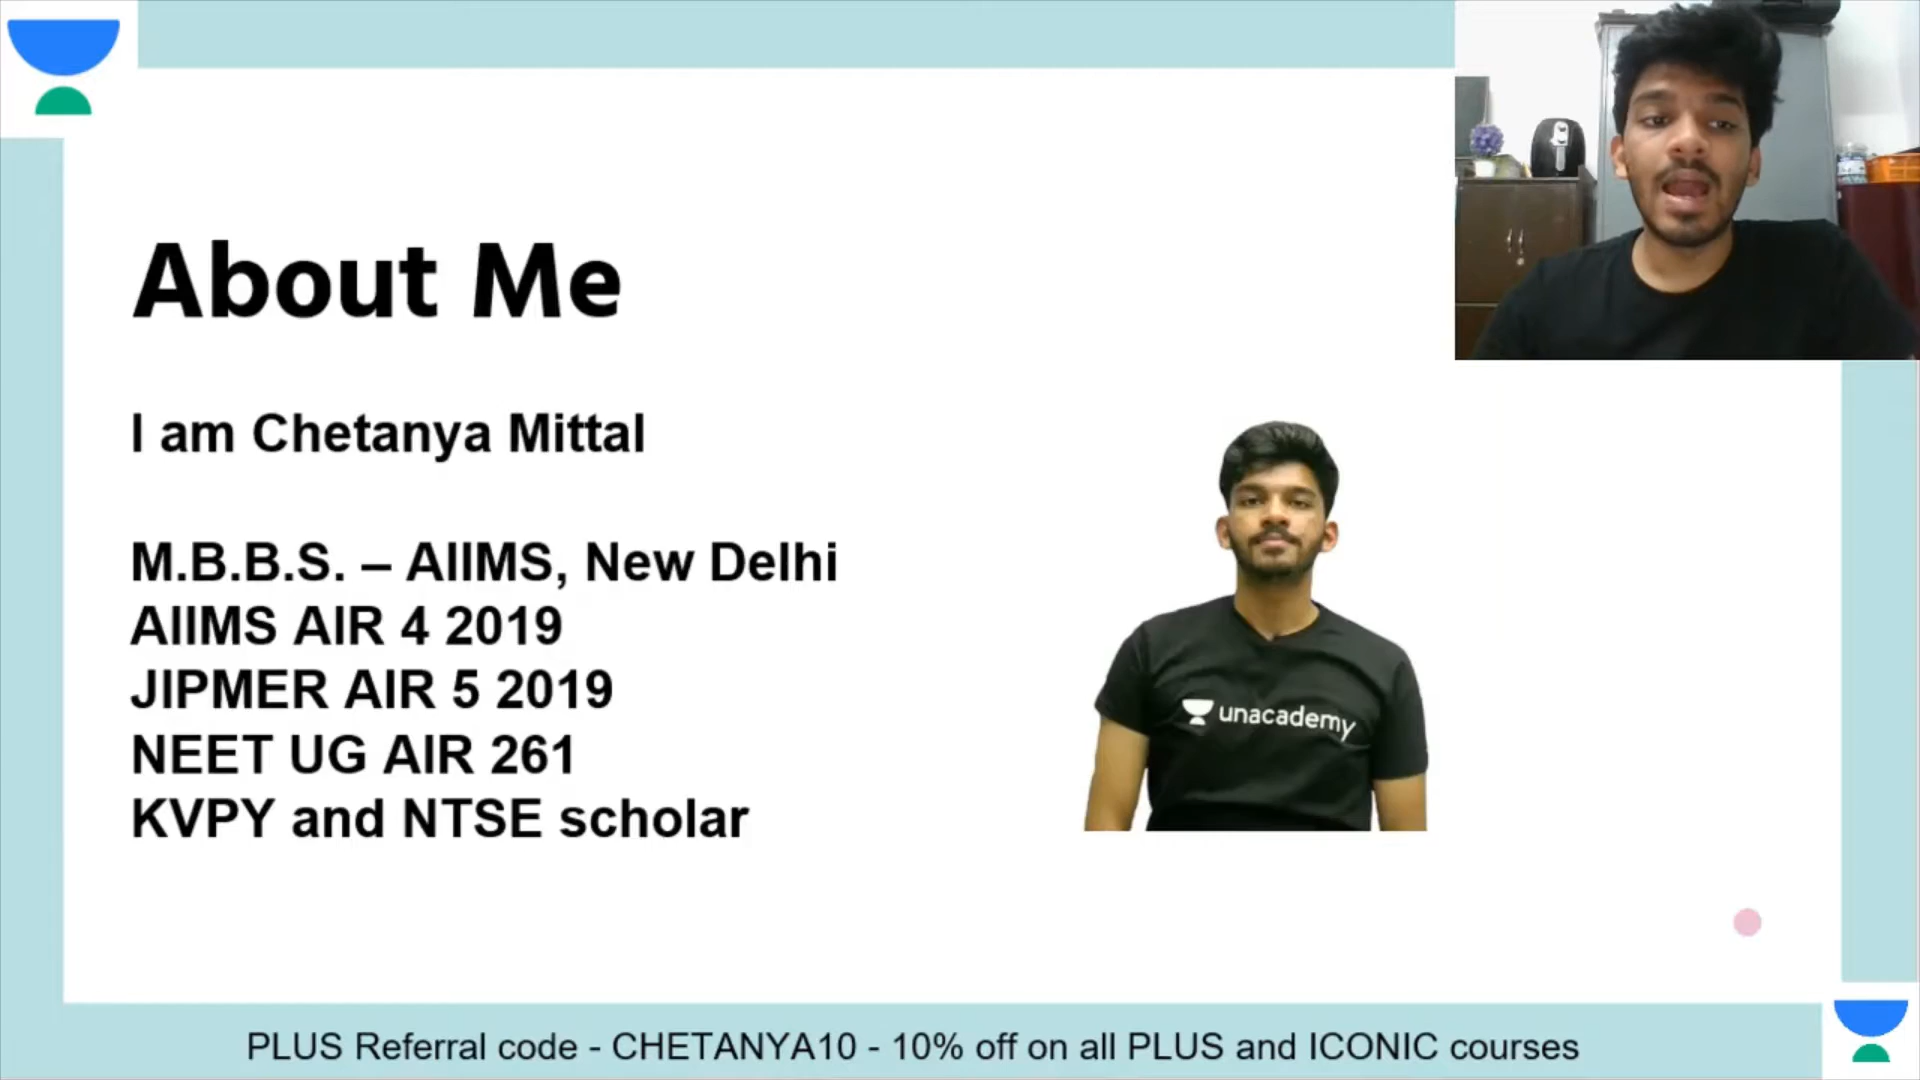 About Me
I am Chetanya Mittal
M.B.B.S. – AIIMS, New Delhi
AIIMS AIR 4 2019
JIPMER AIR 5 2019
NEET UG AIR 261
KVPY and NTSE scholar
unacademy
PLUS Referral code - CHETANYA10 - 10% off on all PLUS and ICONIC courses